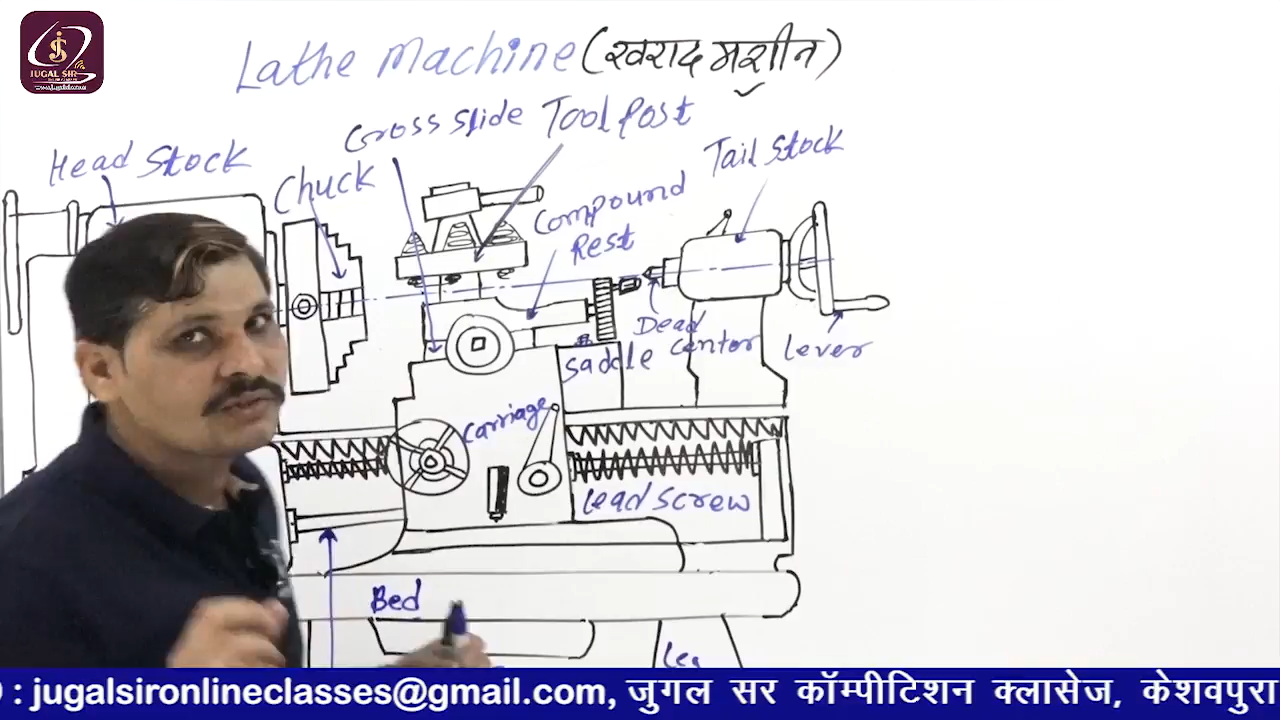 JUGAL SIR
Lathe Machine (खराद मशीन)
Cross Slide
Tool Post
Tail Stock
Head Stock
Chuck
Compound
Rest
Dead
Center
Saddle
Lever
Carriage
Lead Screw
Bed
Leg
: jugalsironlineclasses@gmail.com, जुगल सर कॉम्पीटिशन क्लासेज, केशवपुरा